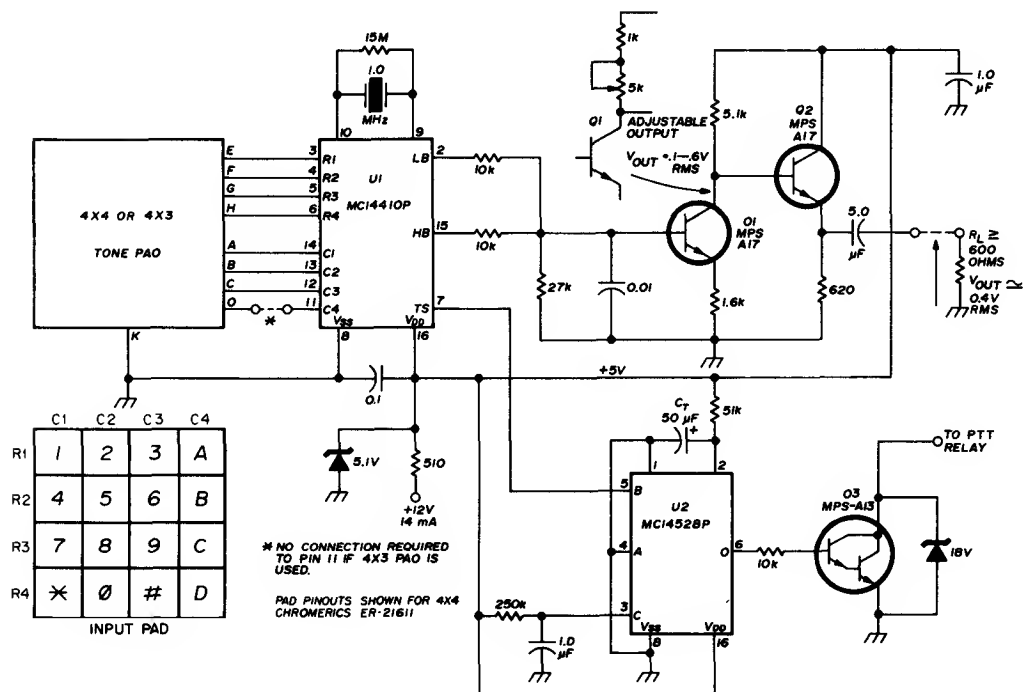 15M
1.0
MHz
10
9
4X4 OR 4X3
TONE PAD
E
F
G
H
A
B
C
O
*
K
3
4
5
6
14
13
12
11
R1
R2
R3
R4
C1
C2
C3
C4
U1
MC14410P
LB
HB
TS
VSS
VDD
2
15
7
8
16
10k
10k
27k
0.01
1k
5k
Q1
ADJUSTABLE
OUTPUT
VOUT ≈.1–.6V
RMS
5.1k
Q1
MPS
A17
1.6k
Q2
MPS
A17
620
5.0
µF
1.0
µF
RL ≥
600
OHMS
VOUT ≥
0.4V
RMS
1k
0.1
+5V
5.1V
510
+12V
14 mA
CT
50 µF
+
51k
1
2
5
B
4
A
3
C
U2
MC14528P
O
6
VSS
VDD
8
16
10k
O3
MPS-A13
TO PTT
RELAY
18V
250k
1.0
µF
* NO CONNECTION REQUIRED
TO PIN 11 IF 4X3 PAD IS
USED.
PAD PINOUTS SHOWN FOR 4X4
CHROMERICS ER-21611
C1 C2 C3 C4
R1 1 2 3 A
R2 4 5 6 B
R3 7 8 9 C
R4 * Ø # D
INPUT PAD